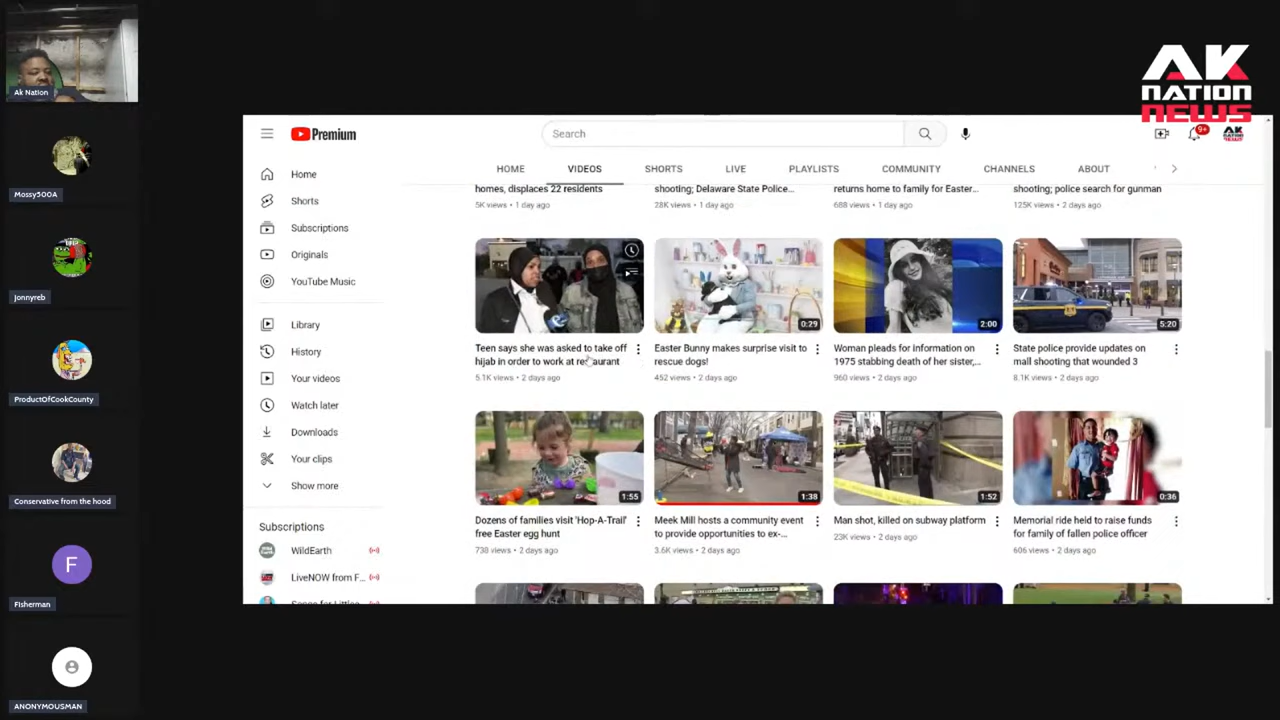 Ak Nation
Mossy500A
Jonnyreb
ProductOfCookCounty
Conservative from the hood
F
Fisherman
ANONYMOUSMAN
AK
NATION
NEWS
Premium
Search
9+
AK
NATION
NEWS
HOME
VIDEOS
SHORTS
LIVE
PLAYLISTS
COMMUNITY
CHANNELS
ABOUT
Home
Shorts
Subscriptions
Originals
YouTube Music
Library
History
Your videos
Watch later
Downloads
Your clips
Show more
Subscriptions
WildEarth
LiveNOW from F...
homes, displaces 22 residents
5K views • 1 day ago
shooting; Delaware State Police...
28K views • 1 day ago
returns home to family for Easter...
688 views • 1 day ago
shooting; police search for gunman
125K views • 2 days ago
Teen says she was asked to take off
hijab in order to work at restaurant
5.1K views • 2 days ago
0:29
Easter Bunny makes surprise visit to
rescue dogs!
452 views • 2 days ago
2:00
Woman pleads for information on
1975 stabbing death of her sister,...
960 views • 2 days ago
5:20
State police provide updates on
mall shooting that wounded 3
8.1K views • 2 days ago
1:55
Dozens of families visit 'Hop-A-Trail'
free Easter egg hunt
738 views • 2 days ago
1:38
Meek Mill hosts a community event
to provide opportunities to ex-...
3.6K views • 2 days ago
1:52
Man shot, killed on subway platform
23K views • 2 days ago
0:36
Memorial ride held to raise funds
for family of fallen police officer
606 views • 2 days ago